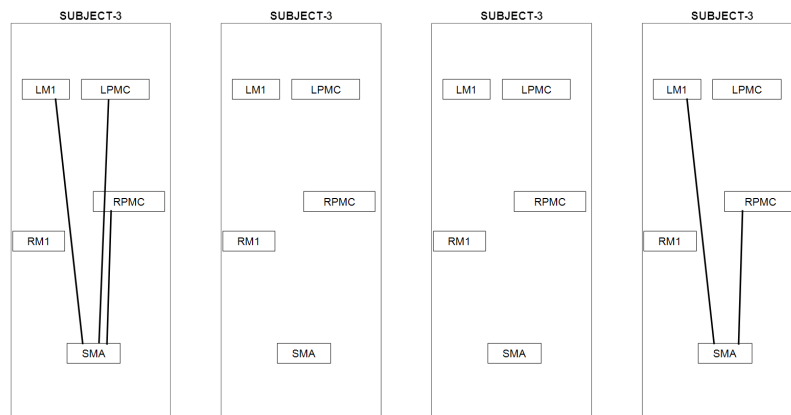 SUBJECT-3 SUBJECT-3 SUBJECT-3 SUBJECT-3
LM1 LPMC LM1 LPMC LM1 LPMC LM1 LPMC
RPMC RPMC RPMC RPMC
RM1 RM1 RM1 RM1
SMA SMA SMA SMA